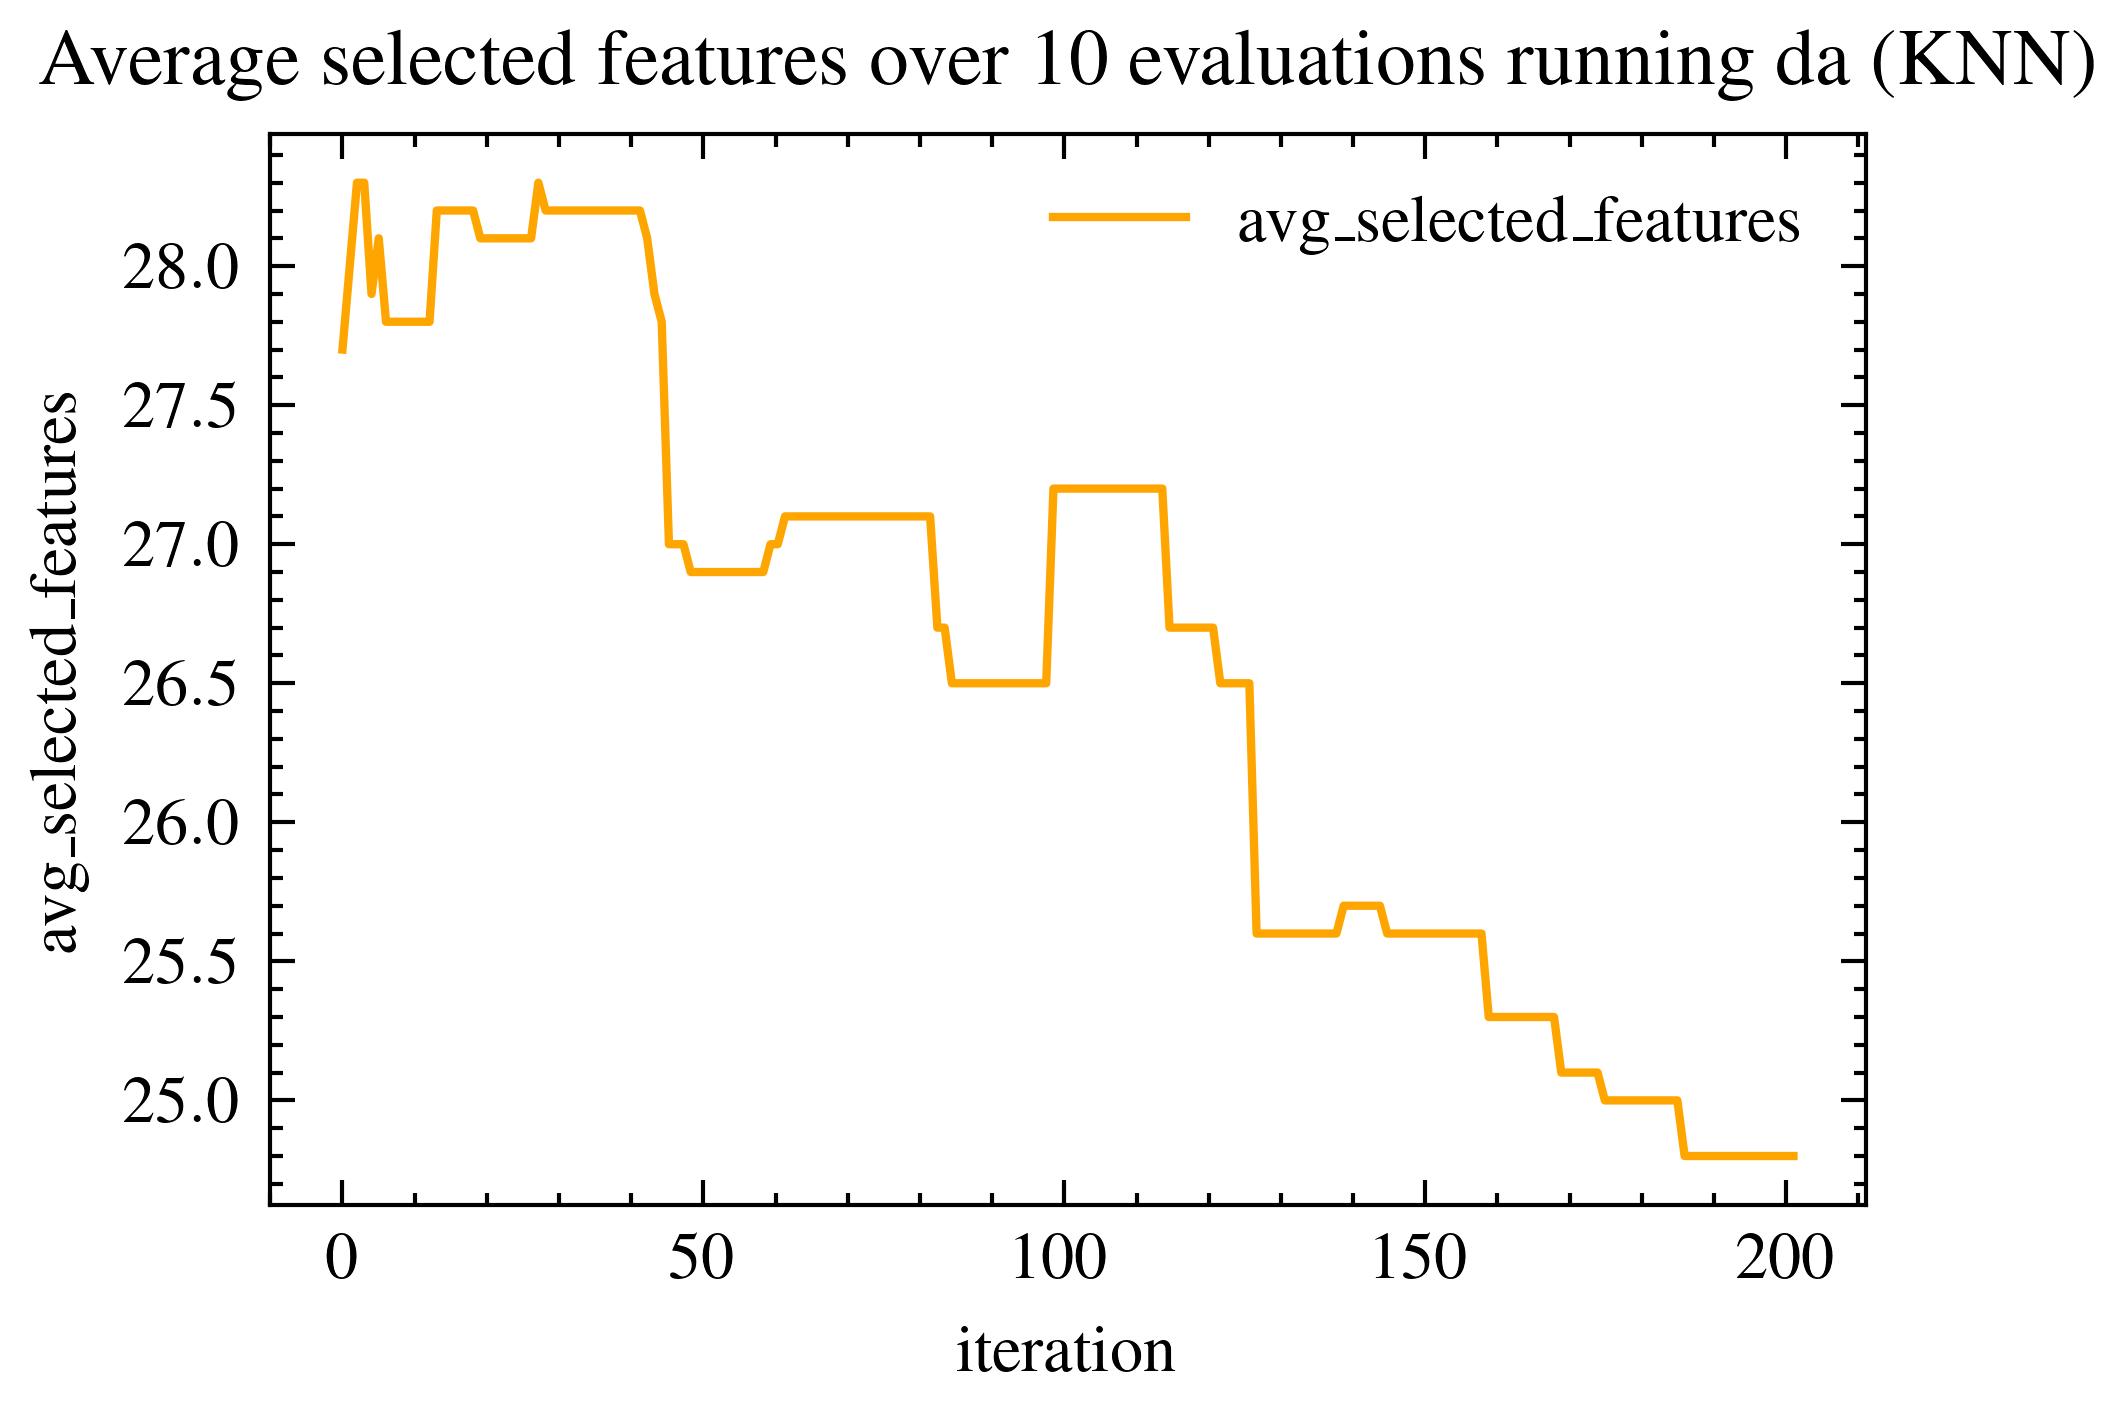 Average selected features over 10 evaluations running da (KNN)
avg_selected_features
28.0
27.5
27.0
26.5
26.0
25.5
25.0
avg_selected_features
0 50 100 150 200
iteration